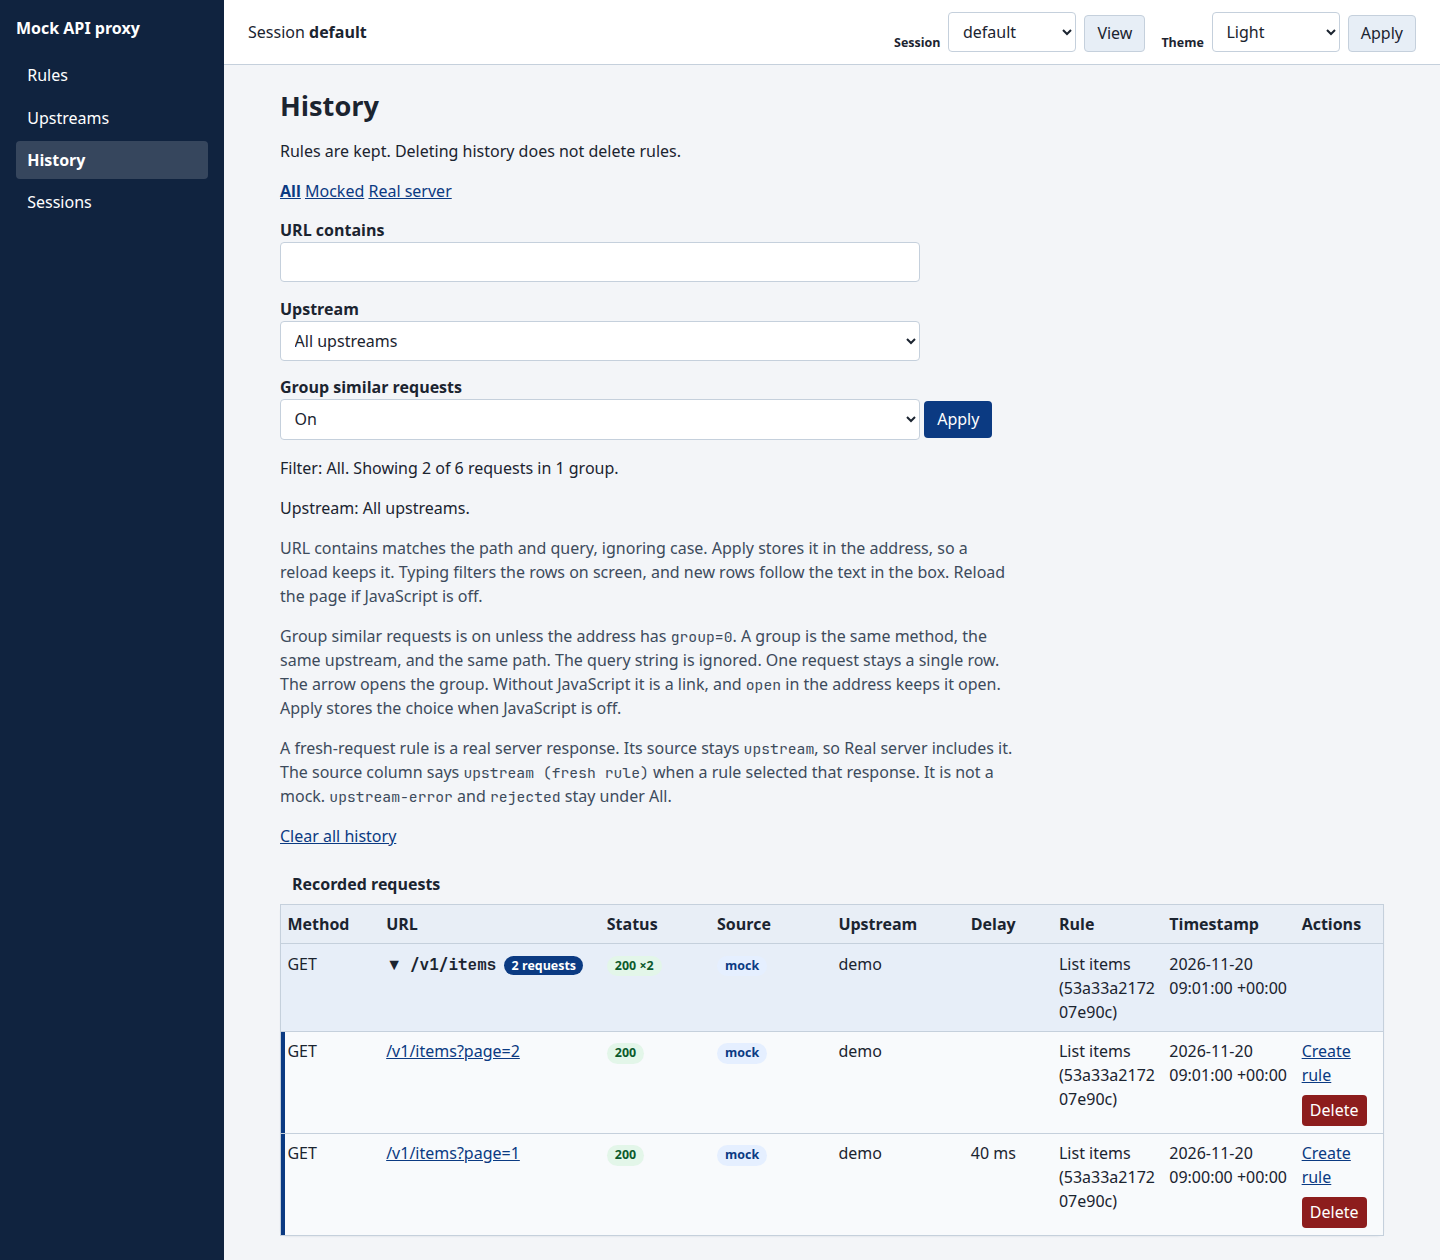 Mock API proxy
Rules
Upstreams
History
Sessions
Session default
Session
default
View
Theme
Light
Apply
History
Rules are kept. Deleting history does not delete rules.
All Mocked Real server
URL contains
Upstream
All upstreams
Group similar requests
On
Apply
Filter: All. Showing 2 of 6 requests in 1 group.
Upstream: All upstreams.
URL contains matches the path and query, ignoring case. Apply stores it in the address, so a
reload keeps it. Typing filters the rows on screen, and new rows follow the text in the box. Reload
the page if JavaScript is off.
Group similar requests is on unless the address has group=0. A group is the same method, the
same upstream, and the same path. The query string is ignored. One request stays a single row.
The arrow opens the group. Without JavaScript it is a link, and open in the address keeps it open.
Apply stores the choice when JavaScript is off.
A fresh-request rule is a real server response. Its source stays upstream, so Real server includes it.
The source column says upstream (fresh rule) when a rule selected that response. It is not a
mock. upstream-error and rejected stay under All.
Clear all history
Recorded requests
Method URL Status Source Upstream Delay Rule Timestamp Actions
GET ▼ /v1/items 2 requests 200 ×2 mock demo List items 2026-11-20
(53a33a2172 09:01:00 +00:00
07e90c)
GET /v1/items?page=2 200 mock demo List items 2026-11-20 Create
(53a33a2172 09:01:00 +00:00 rule
07e90c) Delete
GET /v1/items?page=1 200 mock demo 40 ms List items 2026-11-20 Create
(53a33a2172 09:00:00 +00:00 rule
07e90c) Delete